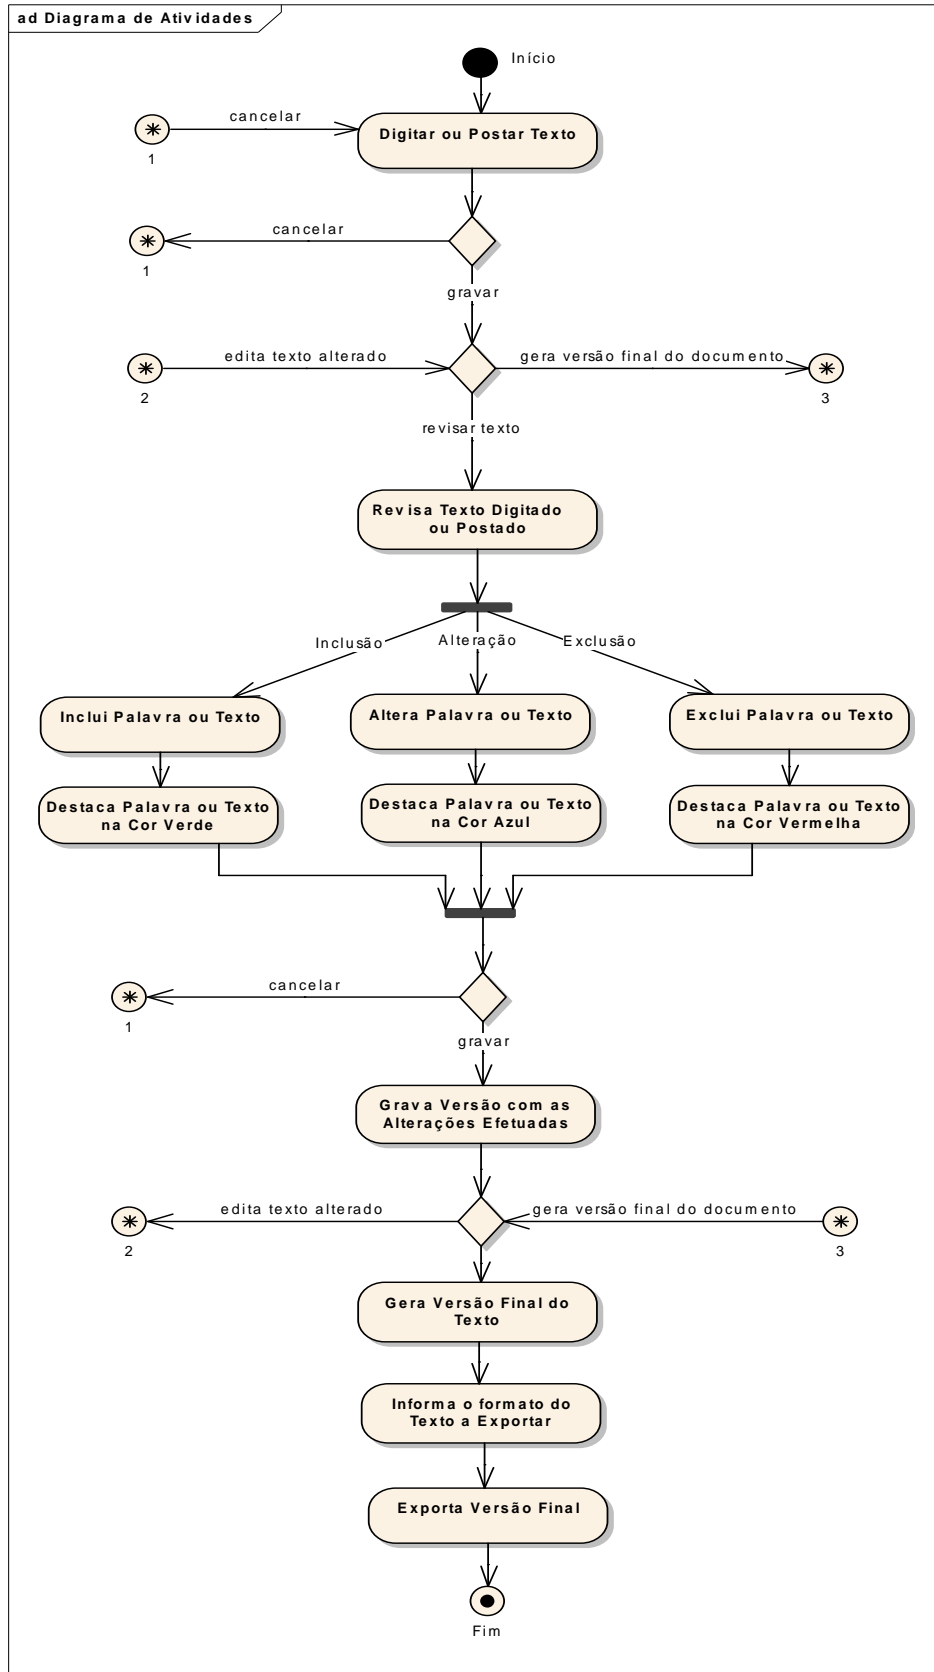 ad Diagrama de Atividades
Início
cancelar
Digitar ou Postar Texto
1
cancelar
1
gravar
edita texto alterado
gera versão final do documento
2
3
revisar texto
Revisa Texto Digitado
ou Postado
Inclusão
Alteração
Exclusão
Inclui Palavra ou Texto
Altera Palavra ou Texto
Exclui Palavra ou Texto
Destaca Palavra ou Texto
na Cor Verde
Destaca Palavra ou Texto
na Cor Azul
Destaca Palavra ou Texto
na Cor Vermelha
cancelar
1
gravar
Grava Versão com as
Alterações Efetuadas
edita texto alterado
gera versão final do documento
2
3
Gera Versão Final do
Texto
Informa o formato do
Texto a Exportar
Exporta Versão Final
Fim